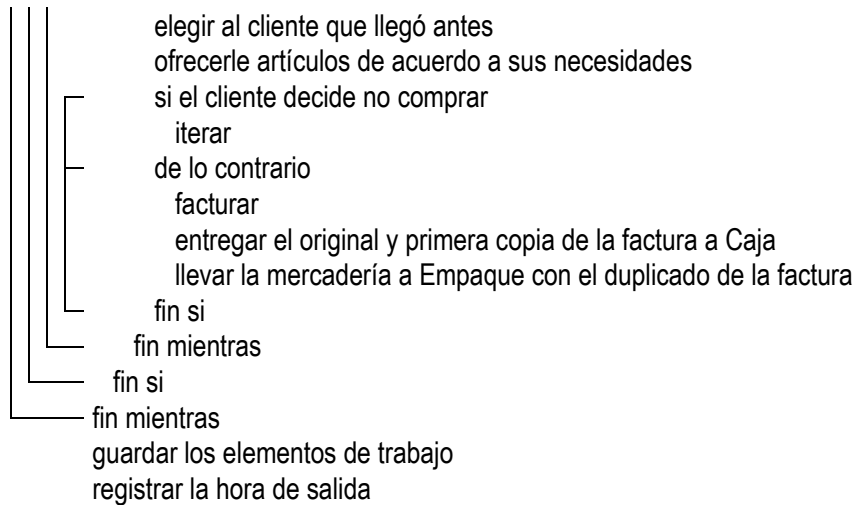 elegir al cliente que llegó antes
ofrecerle artículos de acuerdo a sus necesidades
si el cliente decide no comprar
iterar
de lo contrario
facturar
entregar el original y primera copia de la factura a Caja
llevar la mercadería a Empaque con el duplicado de la factura
fin si
fin mientras
fin si
fin mientras
guardar los elementos de trabajo
registrar la hora de salida